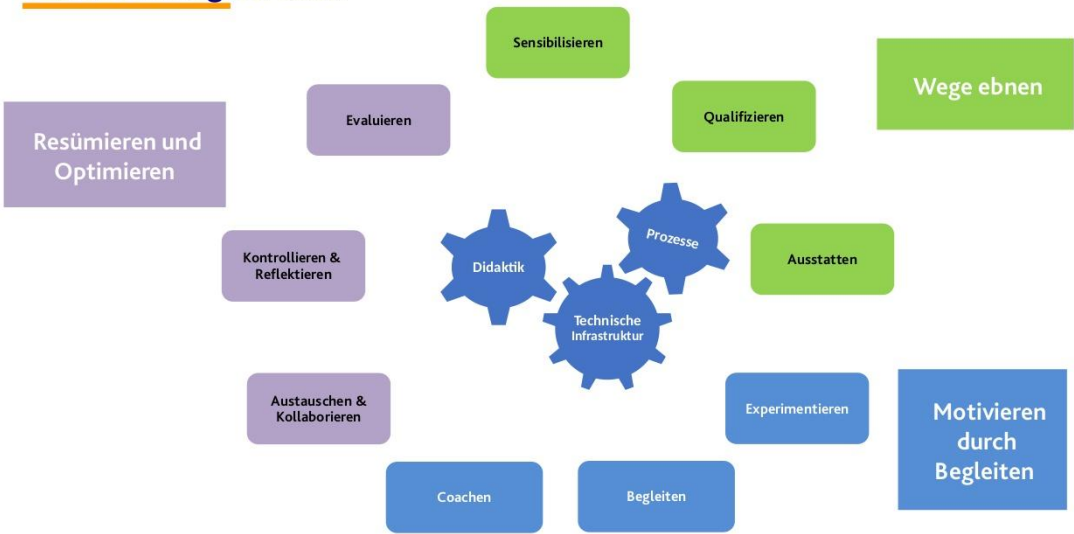 Sensibilisieren
Wege ebnen
Qualifizieren
Evaluieren
Resümieren und
Optimieren
Prozesse
Kontrollieren &
Reflektieren
Didaktik
Ausstatten
Technische
Infrastruktur
Austauschen &
Kollaborieren
Experimentieren
Motivieren
durch
Begleiten
Coachen
Begleiten